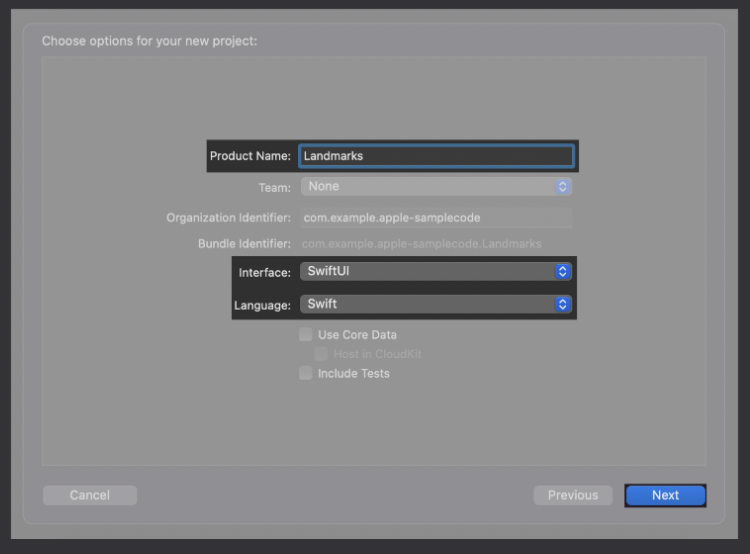 Choose options for your new project:
Product Name: Landmarks
Team: None
Organization Identifier: com.example.apple-samplecode
Bundle Identifier: com.example.apple-samplecode.Landmarks
Interface: SwiftUI
Language: Swift
Use Core Data
Host in CloudKit
Include Tests
Cancel Previous Next